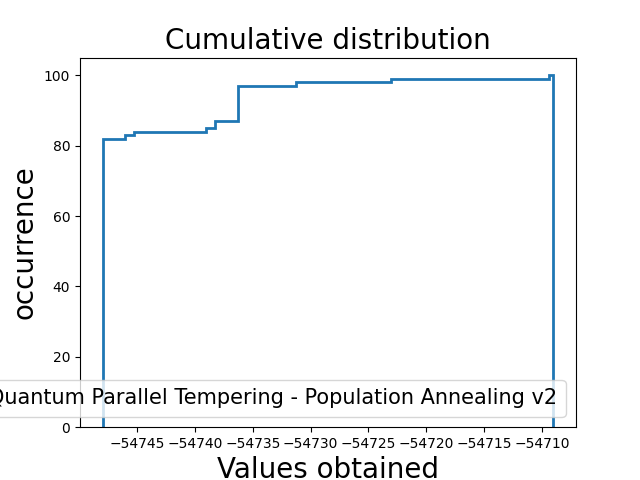 Cumulative distribution
occurrence
100
80
60
40
20
0
Quantum Parallel Tempering - Population Annealing v2
−54745 −54740 −54735 −54730 −54725 −54720 −54715 −54710
Values obtained